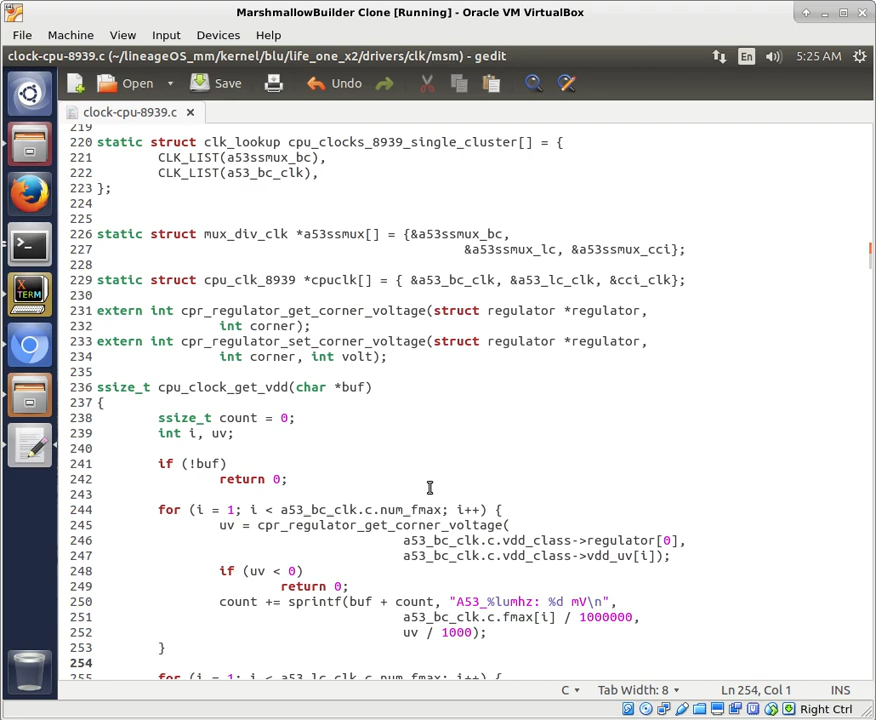 MarshmallowBuilder Clone [Running] - Oracle VM VirtualBox
File Machine Input Devices Help
clock-cpu-8939.c (~/lineageOS_mm/kernel/blu/life_one_x2/drivers/clk/msm) - gedit
En 5:25 AM
Open Save Undo
clock-cpu-8939.c
219
220 static struct clk_lookup cpu_clocks_8939_single_cluster[] = {
221 CLK_LIST(a53ssmux_bc),
222 CLK_LIST(a53_bc_clk),
223 };
224
225
226 static struct mux_div_clk *a53ssmux[] = {&a53ssmux_bc,
227 &a53ssmux_lc, &a53ssmux_cci};
228
229 static struct cpu_clk_8939 *cpuclk[] = { &a53_bc_clk, &a53_lc_clk, &cci_clk};
230
231 extern int cpr_regulator_get_corner_voltage(struct regulator *regulator,
232 int corner);
233 extern int cpr_regulator_set_corner_voltage(struct regulator *regulator,
234 int corner, int volt);
235
236 ssize_t cpu_clock_get_vdd(char *buf)
237 {
238 ssize_t count = 0;
239 int i, uv;
240
241 if (!buf)
242 return 0;
243
244 for (i = 1; i < a53_bc_clk.c.num_fmax; i++) {
245 uv = cpr_regulator_get_corner_voltage(
246 a53_bc_clk.c.vdd_class->regulator[0],
247 a53_bc_clk.c.vdd_class->vdd_uv[i]);
248 if (uv < 0)
249 return 0;
250 count += sprintf(buf + count, "A53_%lumhz: %d mV\n",
251 a53_bc_clk.c.fmax[i] / 1000000,
252 uv / 1000);
253 }
254
255 for (i = 1; i < a53_lc_clk.c.num_fmax; i++) {
X TERM
C Tab Width: 8 Ln 254, Col 1 INS
Right Ctrl